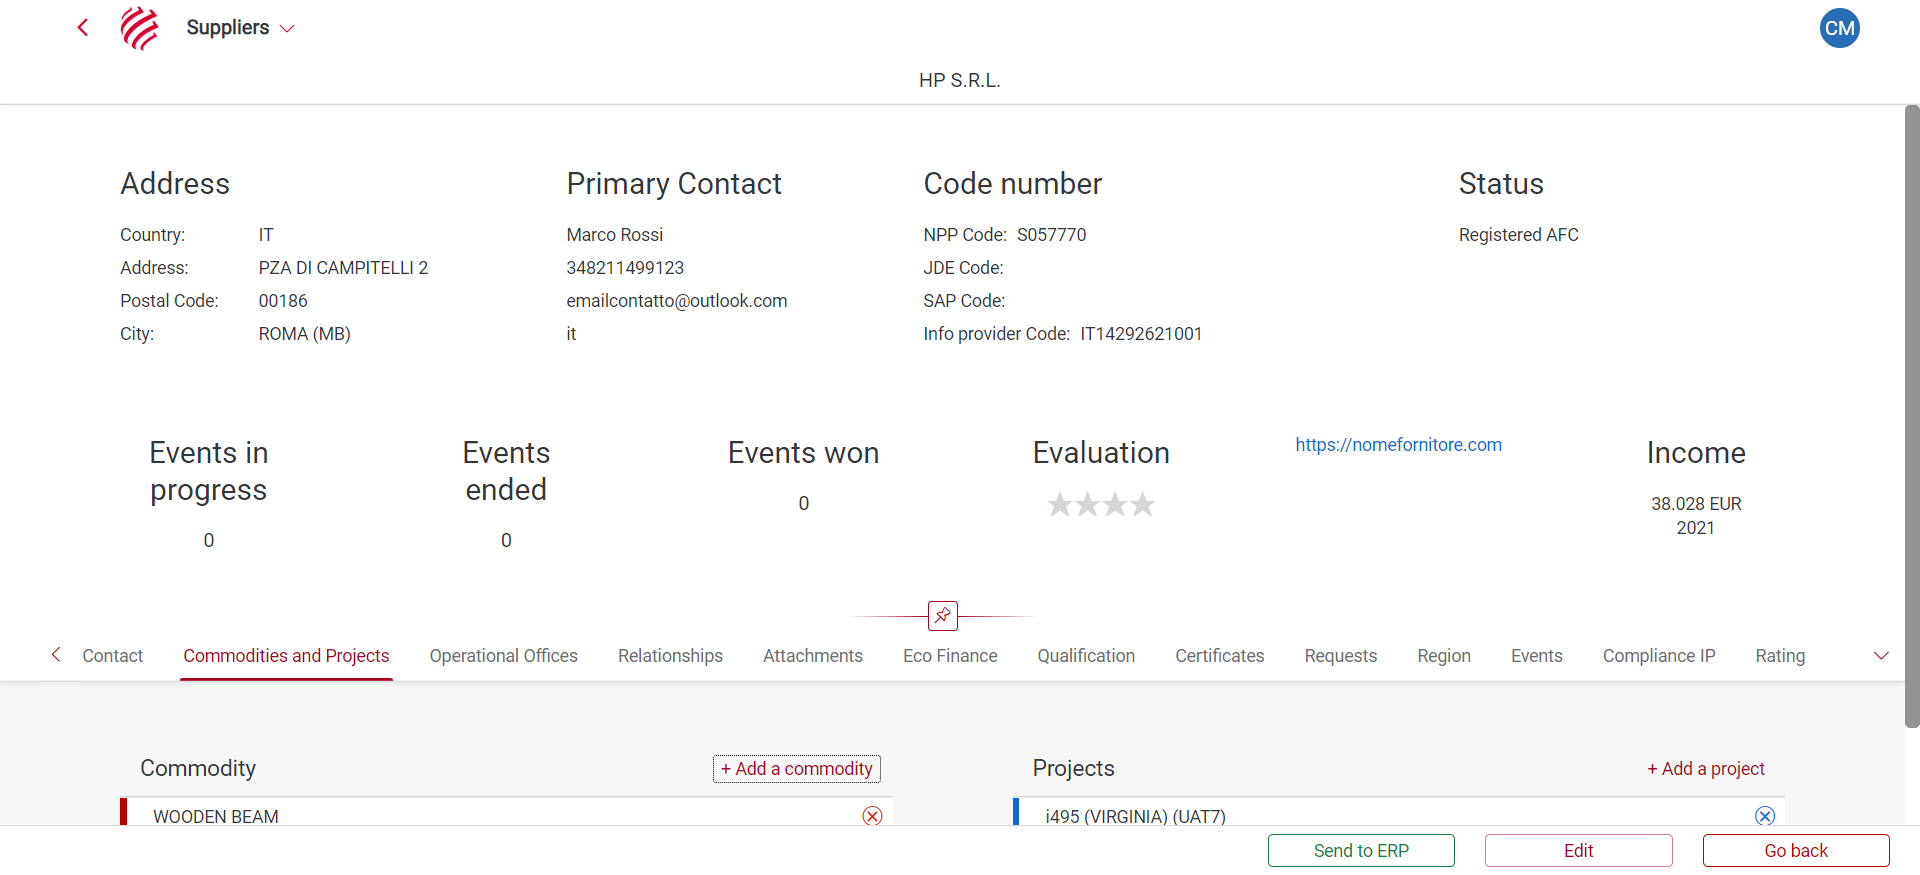 Suppliers
CM
HP S.R.L.
Address
Country: IT
Address: PZA DI CAMPITELLI 2
Postal Code: 00186
City: ROMA (MB)
Primary Contact
Marco Rossi
348211499123
emailcontatto@outlook.com
it
Code number
NPP Code: S057770
JDE Code:
SAP Code:
Info provider Code: IT14292621001
Status
Registered AFC
Events in
progress
0
Events
ended
0
Events won
0
Evaluation
https://nomefornitore.com
Income
38.028 EUR
2021
Contact Commodities and Projects Operational Offices Relationships Attachments Eco Finance Qualification Certificates Requests Region Events Compliance IP Rating
Commodity + Add a commodity
WOODEN BEAM
Projects + Add a project
i495 (VIRGINIA) (UAT7)
Send to ERP Edit Go back